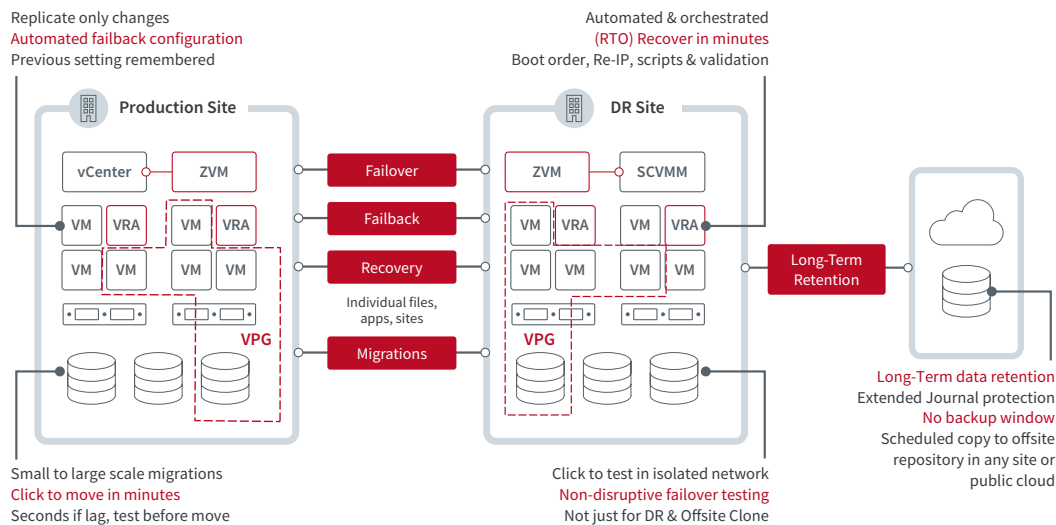 Replicate only changes
Automated failback configuration
Previous setting remembered
Automated & orchestrated
(RTO) Recover in minutes
Boot order, Re-IP, scripts & validation
Production Site
DR Site
vCenter
ZVM
Failover
ZVM
SCVMM
VM
VRA
VM
VRA
Failback
VM
VRA
VM
VRA
VM
VM
VM
VM
Recovery
VM
VM
VM
VM
Long-Term
Retention
Individual files,
apps, sites
VPG
VPG
Migrations
Long-Term data retention
Extended Journal protection
No backup window
Scheduled copy to offsite
repository in any site or
public cloud
Small to large scale migrations
Click to move in minutes
Seconds if lag, test before move
Click to test in isolated network
Non-disruptive failover testing
Not just for DR & Offsite Clone